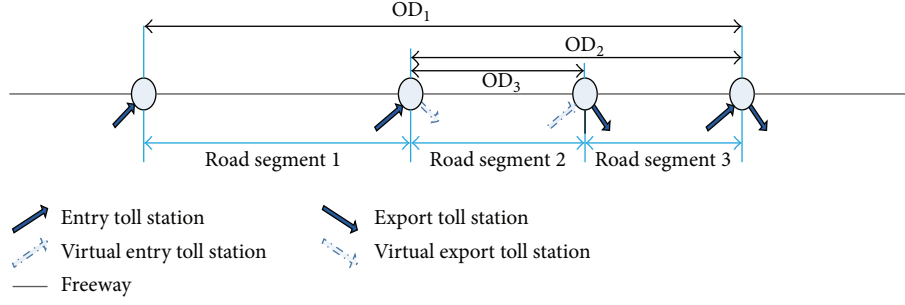 OD₁
OD₂
OD₃
Road segment 1 Road segment 2 Road segment 3
Entry toll station Export toll station
Virtual entry toll station Virtual export toll station
Freeway